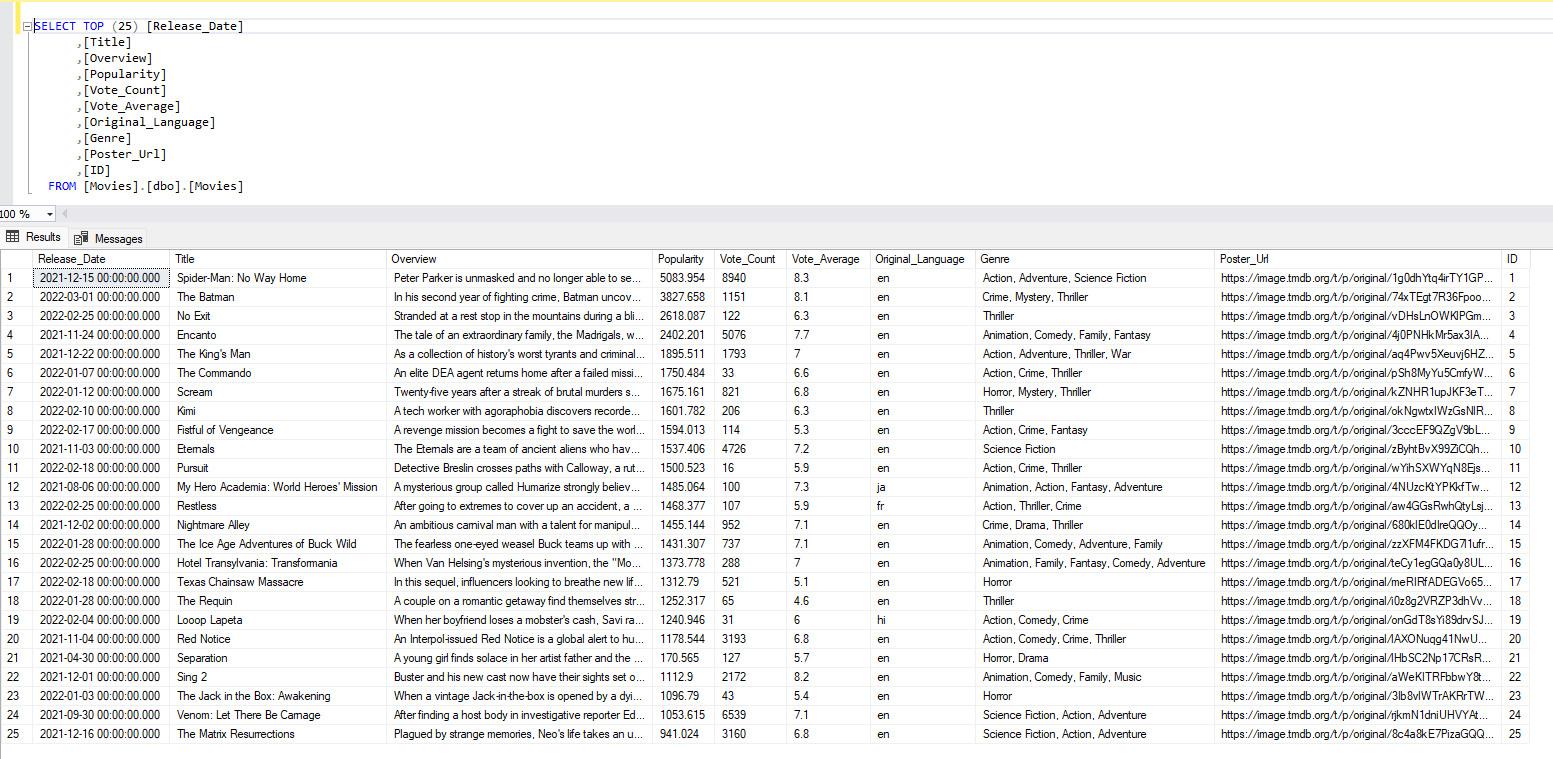 SELECT TOP (25) [Release_Date]
,[Title]
,[Overview]
,[Popularity]
,[Vote_Count]
,[Vote_Average]
,[Original_Language]
,[Genre]
,[Poster_Url]
,[ID]
FROM [Movies].[dbo].[Movies]
100 %
Results Messages
Release_Date Title Overview Popularity Vote_Count Vote_Average Original_Language Genre Poster_Url ID
1 2021-12-15 00:00:00.000 Spider-Man: No Way Home Peter Parker is unmasked and no longer able to se... 5083.954 8940 8.3 en Action, Adventure, Science Fiction https://image.tmdb.org/t/p/original/1g0dhYtq4irTY1GP... 1
2 2022-03-01 00:00:00.000 The Batman In his second year of fighting crime, Batman uncov... 3827.658 1151 8.1 en Crime, Mystery, Thriller https://image.tmdb.org/t/p/original/74xTEgt7R36Fpoo... 2
3 2022-02-25 00:00:00.000 No Exit Stranded at a rest stop in the mountains during a bli... 2618.087 122 6.3 en Thriller https://image.tmdb.org/t/p/original/vDHsLnOWKlPGm... 3
4 2021-11-24 00:00:00.000 Encanto The tale of an extraordinary family, the Madrigals, w... 2402.201 5076 7.7 en Animation, Comedy, Family, Fantasy https://image.tmdb.org/t/p/original/4j0PNHkMr5ax3IA... 4
5 2021-12-22 00:00:00.000 The King's Man As a collection of history's worst tyrants and criminal... 1895.511 1793 7 en Action, Adventure, Thriller, War https://image.tmdb.org/t/p/original/aq4Pwv5Xeuvj6HZ... 5
6 2022-01-07 00:00:00.000 The Commando An elite DEA agent returns home after a failed missi... 1750.484 33 6.6 en Action, Crime, Thriller https://image.tmdb.org/t/p/original/pSh8MyYu5CmfyW... 6
7 2022-01-12 00:00:00.000 Scream Twenty-five years after a streak of brutal murders s... 1675.161 821 6.8 en Horror, Mystery, Thriller https://image.tmdb.org/t/p/original/kZNHR1upJKF3eT... 7
8 2022-02-10 00:00:00.000 Kimi A tech worker with agoraphobia discovers recorde... 1601.782 206 6.3 en Thriller https://image.tmdb.org/t/p/original/okNgwtxIWzGsNlR... 8
9 2022-02-17 00:00:00.000 Fistful of Vengeance A revenge mission becomes a fight to save the worl... 1594.013 114 5.3 en Action, Crime, Fantasy https://image.tmdb.org/t/p/original/3cccEF9QZgV9bL... 9
10 2021-11-03 00:00:00.000 Eternals The Eternals are a team of ancient aliens who hav... 1537.406 4726 7.2 en Science Fiction https://image.tmdb.org/t/p/original/zByhtBvX99ZiCQh... 10
11 2022-02-18 00:00:00.000 Pursuit Detective Breslin crosses paths with Calloway, a rut... 1500.523 16 5.9 en Action, Crime, Thriller https://image.tmdb.org/t/p/original/wYihSXWYqN8Ejs... 11
12 2021-08-06 00:00:00.000 My Hero Academia: World Heroes' Mission A mysterious group called Humarize strongly believ... 1485.064 100 7.3 ja Animation, Action, Fantasy, Adventure https://image.tmdb.org/t/p/original/4NUzcKtYPKkfTw... 12
13 2022-02-25 00:00:00.000 Restless After going to extremes to cover up an accident, a ... 1468.377 107 5.9 fr Action, Thriller, Crime https://image.tmdb.org/t/p/original/aw4GGsRwhQtyLsj... 13
14 2021-12-02 00:00:00.000 Nightmare Alley An ambitious carnival man with a talent for manipul... 1455.144 952 7.1 en Crime, Drama, Thriller https://image.tmdb.org/t/p/original/680klE0dIreQQOy... 14
15 2022-01-28 00:00:00.000 The Ice Age Adventures of Buck Wild The fearless one-eyed weasel Buck teams up with ... 1431.307 737 7.1 en Animation, Comedy, Adventure, Family https://image.tmdb.org/t/p/original/zzXFM4FKDG7l1ufr... 15
16 2022-02-25 00:00:00.000 Hotel Transylvania: Transformania When Van Helsing's mysterious invention, the "Mo... 1373.778 288 7 en Animation, Family, Fantasy, Comedy, Adventure https://image.tmdb.org/t/p/original/teCy1egGQa0y8UL... 16
17 2022-02-18 00:00:00.000 Texas Chainsaw Massacre In this sequel, influencers looking to breathe new lif... 1312.79 521 5.1 en Horror https://image.tmdb.org/t/p/original/meRIRfADEGVo65... 17
18 2022-01-28 00:00:00.000 The Requin A couple on a romantic getaway find themselves str... 1252.317 65 4.6 en Thriller https://image.tmdb.org/t/p/original/i0z8g2VRZP3dhVv... 18
19 2022-02-04 00:00:00.000 Looop Lapeta When her boyfriend loses a mobster's cash, Savi ra... 1240.946 31 6 hi Action, Comedy, Crime https://image.tmdb.org/t/p/original/onGdT8sYi89drvSJ... 19
20 2021-11-04 00:00:00.000 Red Notice An Interpol-issued Red Notice is a global alert to hu... 1178.544 3193 6.8 en Action, Comedy, Crime, Thriller https://image.tmdb.org/t/p/original/lAXONuqg41NwU... 20
21 2021-04-30 00:00:00.000 Separation A young girl finds solace in her artist father and the ... 170.565 127 5.7 en Horror, Drama https://image.tmdb.org/t/p/original/lHbSC2Np17CRsR... 21
22 2021-12-01 00:00:00.000 Sing 2 Buster and his new cast now have their sights set o... 1112.9 2172 8.2 en Animation, Comedy, Family, Music https://image.tmdb.org/t/p/original/aWeKITRFbbwY8t... 22
23 2022-01-03 00:00:00.000 The Jack in the Box: Awakening When a vintage Jack-in-the-box is opened by a dyi... 1096.79 43 5.4 en Horror https://image.tmdb.org/t/p/original/3Ib8vlWTrAKRrTW... 23
24 2021-09-30 00:00:00.000 Venom: Let There Be Carnage After finding a host body in investigative reporter Ed... 1053.615 6539 7.1 en Science Fiction, Action, Adventure https://image.tmdb.org/t/p/original/rjkmN1dniUHVYAt... 24
25 2021-12-16 00:00:00.000 The Matrix Resurrections Plagued by strange memories, Neo's life takes an u... 941.024 3160 6.8 en Science Fiction, Action, Adventure https://image.tmdb.org/t/p/original/8c4a8kE7PizaGQQ... 25